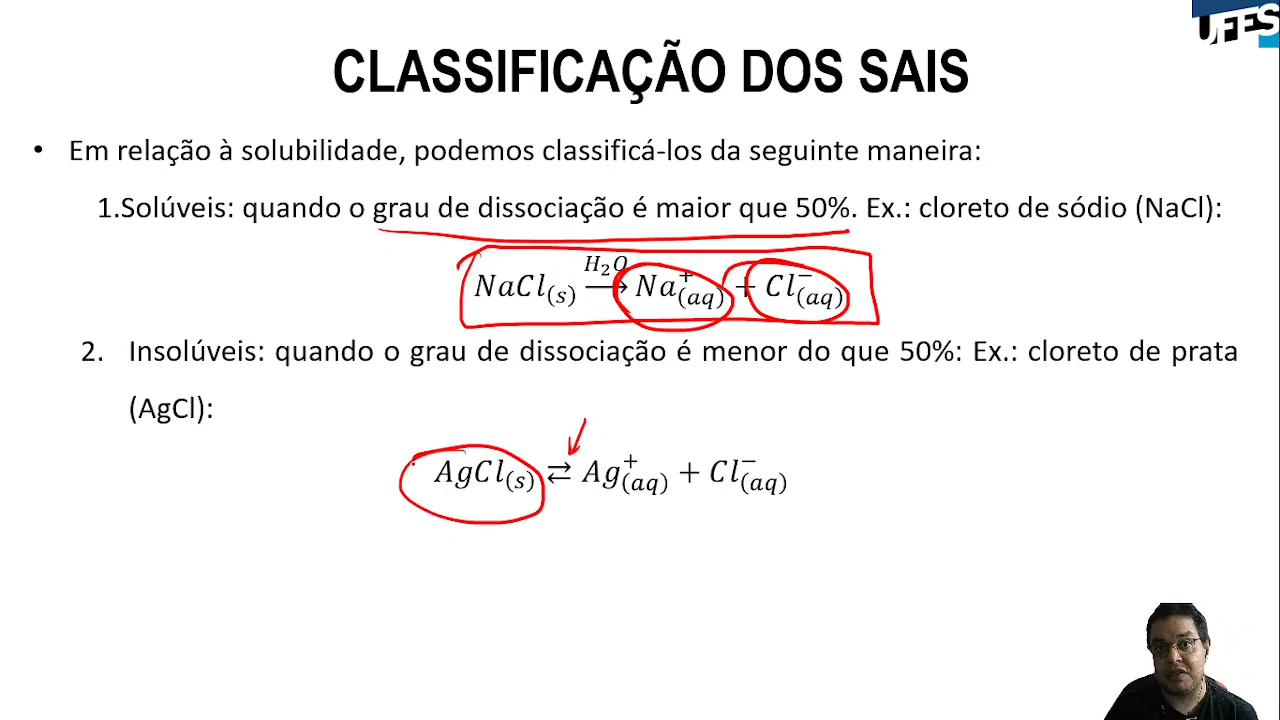 UFES
CLASSIFICAÇÃO DOS SAIS
• Em relação à solubilidade, podemos classificá-los da seguinte maneira:
1.Solúveis: quando o grau de dissociação é maior que 50%. Ex.: cloreto de sódio (NaCl):
NaCl(s) —H₂O→ Na⁺(aq) + Cl⁻(aq)
2. Insolúveis: quando o grau de dissociação é menor do que 50%: Ex.: cloreto de prata
(AgCl):
AgCl(s) ⇄ Ag⁺(aq) + Cl⁻(aq)